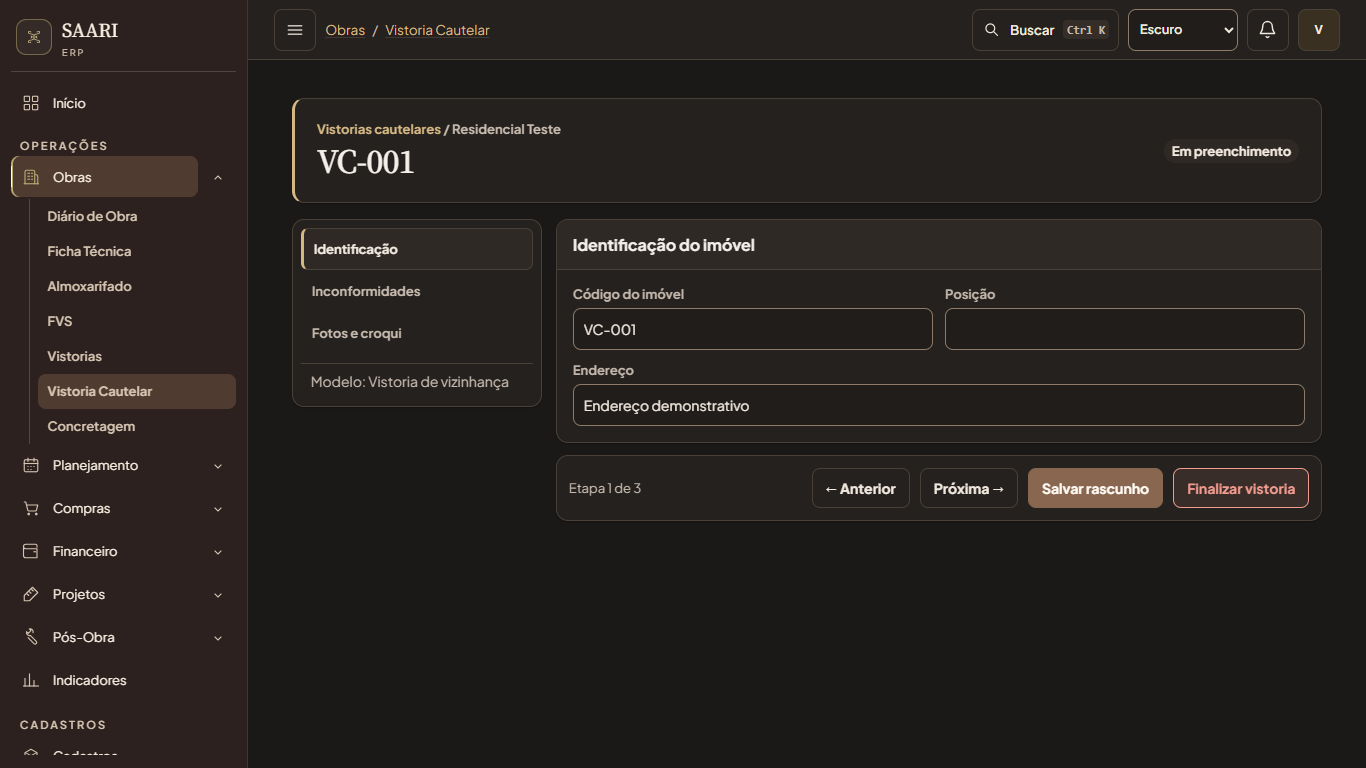 SAARI
ERP
Início
OPERAÇÕES
Obras
Diário de Obra
Ficha Técnica
Almoxarifado
FVS
Vistorias
Vistoria Cautelar
Concretagem
Planejamento
Compras
Financeiro
Projetos
Pós-Obra
Indicadores
CADASTROS
Obras / Vistoria Cautelar
Buscar Ctrl K
Escuro
V
Vistorias cautelares / Residencial Teste
VC-001
Em preenchimento
Identificação
Inconformidades
Fotos e croqui
Modelo: Vistoria de vizinhança
Identificação do imóvel
Código do imóvel
VC-001
Posição
Endereço
Endereço demonstrativo
Etapa 1 de 3
← Anterior
Próxima →
Salvar rascunho
Finalizar vistoria